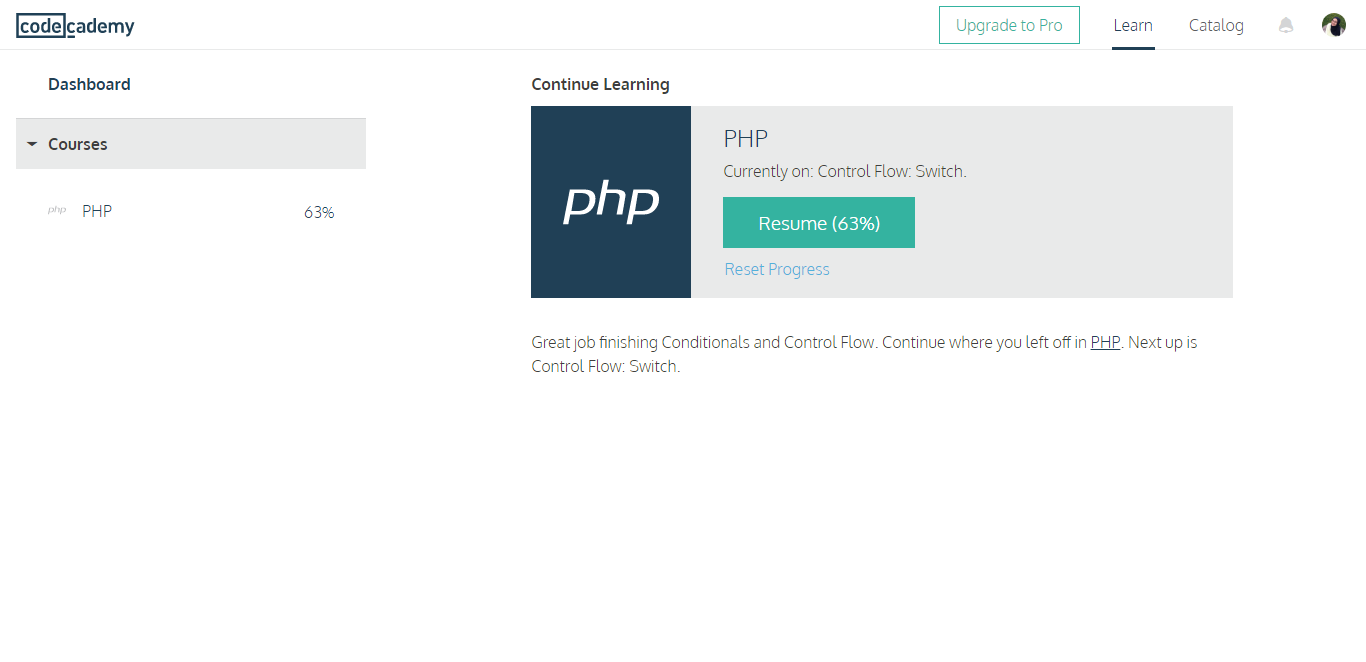 codecademy
Upgrade to Pro
Learn
Catalog
Dashboard
Courses
php PHP 63%
Continue Learning
php
PHP
Currently on: Control Flow: Switch.
Resume (63%)
Reset Progress
Great job finishing Conditionals and Control Flow. Continue where you left off in PHP. Next up is
Control Flow: Switch.